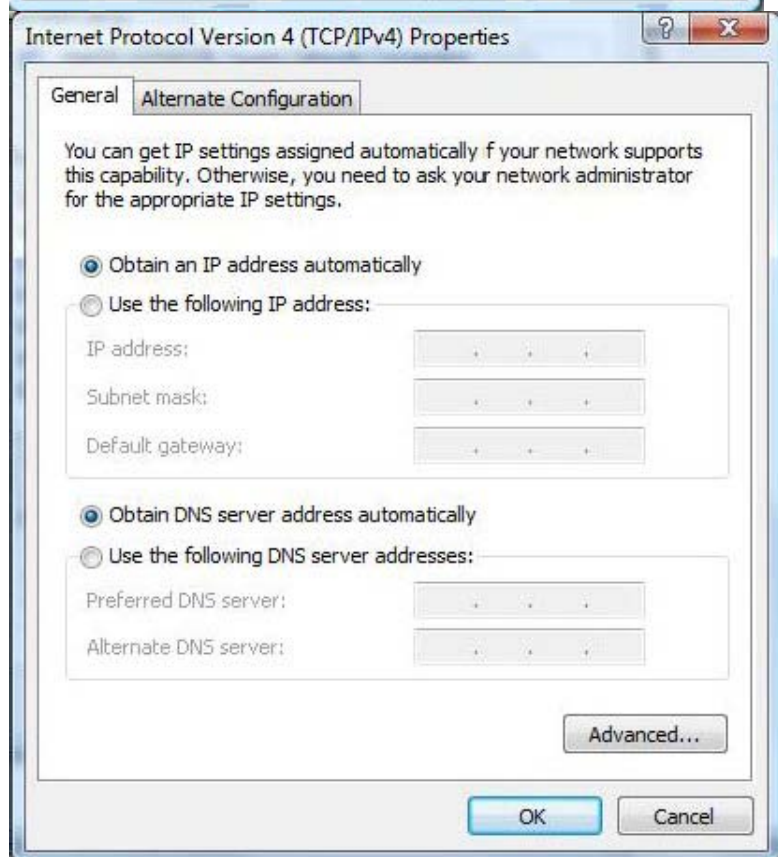 Internet Protocol Version 4 (TCP/IPv4) Properties
General
Alternate Configuration
You can get IP settings assigned automatically f your network supports
this capability. Otherwise, you need to ask your network administrator
for the appropriate IP settings.
Obtain an IP address automatically
Use the following IP address:
IP address:
Subnet mask:
Default gateway:
Obtain DNS server address automatically
Use the following DNS server addresses:
Preferred DNS server:
Alternate DNS server:
Advanced...
OK
Cancel